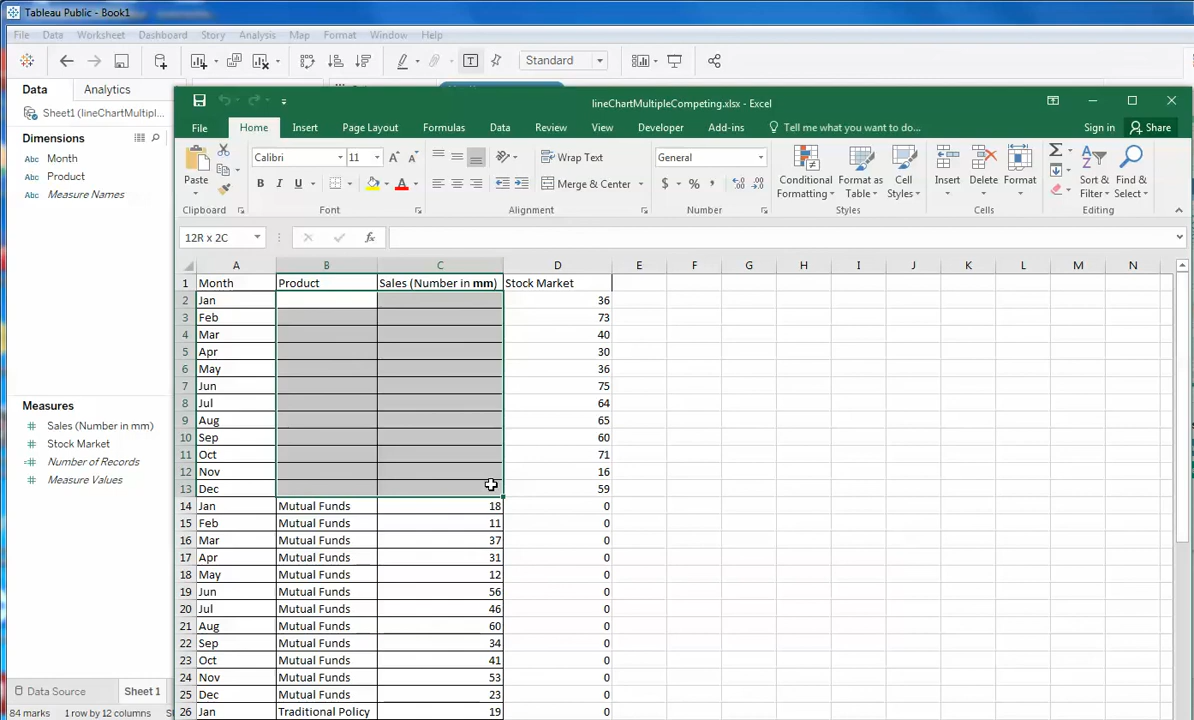 Tableau Public - Book1
File Data Worksheet Dashboard Story Analysis Map Format Window Help
Standard
Data Analytics
Sheet1 (lineChartMultipl...
Dimensions
Abc Month
Abc Product
Abc Measure Names
Measures
# Sales (Number in mm)
# Stock Market
=# Number of Records
# Measure Values
Data Source Sheet 1
84 marks 1 row by 12 columns
lineChartMultipleCompeting.xlsx - Excel
File Home Insert Page Layout Formulas Data Review View Developer Add-ins Tell me what you want to do... Sign in Share
Paste Calibri 11 Wrap Text General Conditional Formatting Format as Table Cell Styles Insert Delete Format Sort & Filter Find & Select
B I U Merge & Center $ % ,
Clipboard Font Alignment Number Styles Cells Editing
12R x 2C fx
A B C D E F G H I J K L M N
1 Month Product Sales (Number in mm) Stock Market
2 Jan 36
3 Feb 73
4 Mar 40
5 Apr 30
6 May 36
7 Jun 75
8 Jul 64
9 Aug 65
10 Sep 60
11 Oct 71
12 Nov 16
13 Dec 59
14 Jan Mutual Funds 18 0
15 Feb Mutual Funds 11 0
16 Mar Mutual Funds 37 0
17 Apr Mutual Funds 31 0
18 May Mutual Funds 12 0
19 Jun Mutual Funds 56 0
20 Jul Mutual Funds 46 0
21 Aug Mutual Funds 60 0
22 Sep Mutual Funds 34 0
23 Oct Mutual Funds 41 0
24 Nov Mutual Funds 53 0
25 Dec Mutual Funds 23 0
26 Jan Traditional Policy 19 0